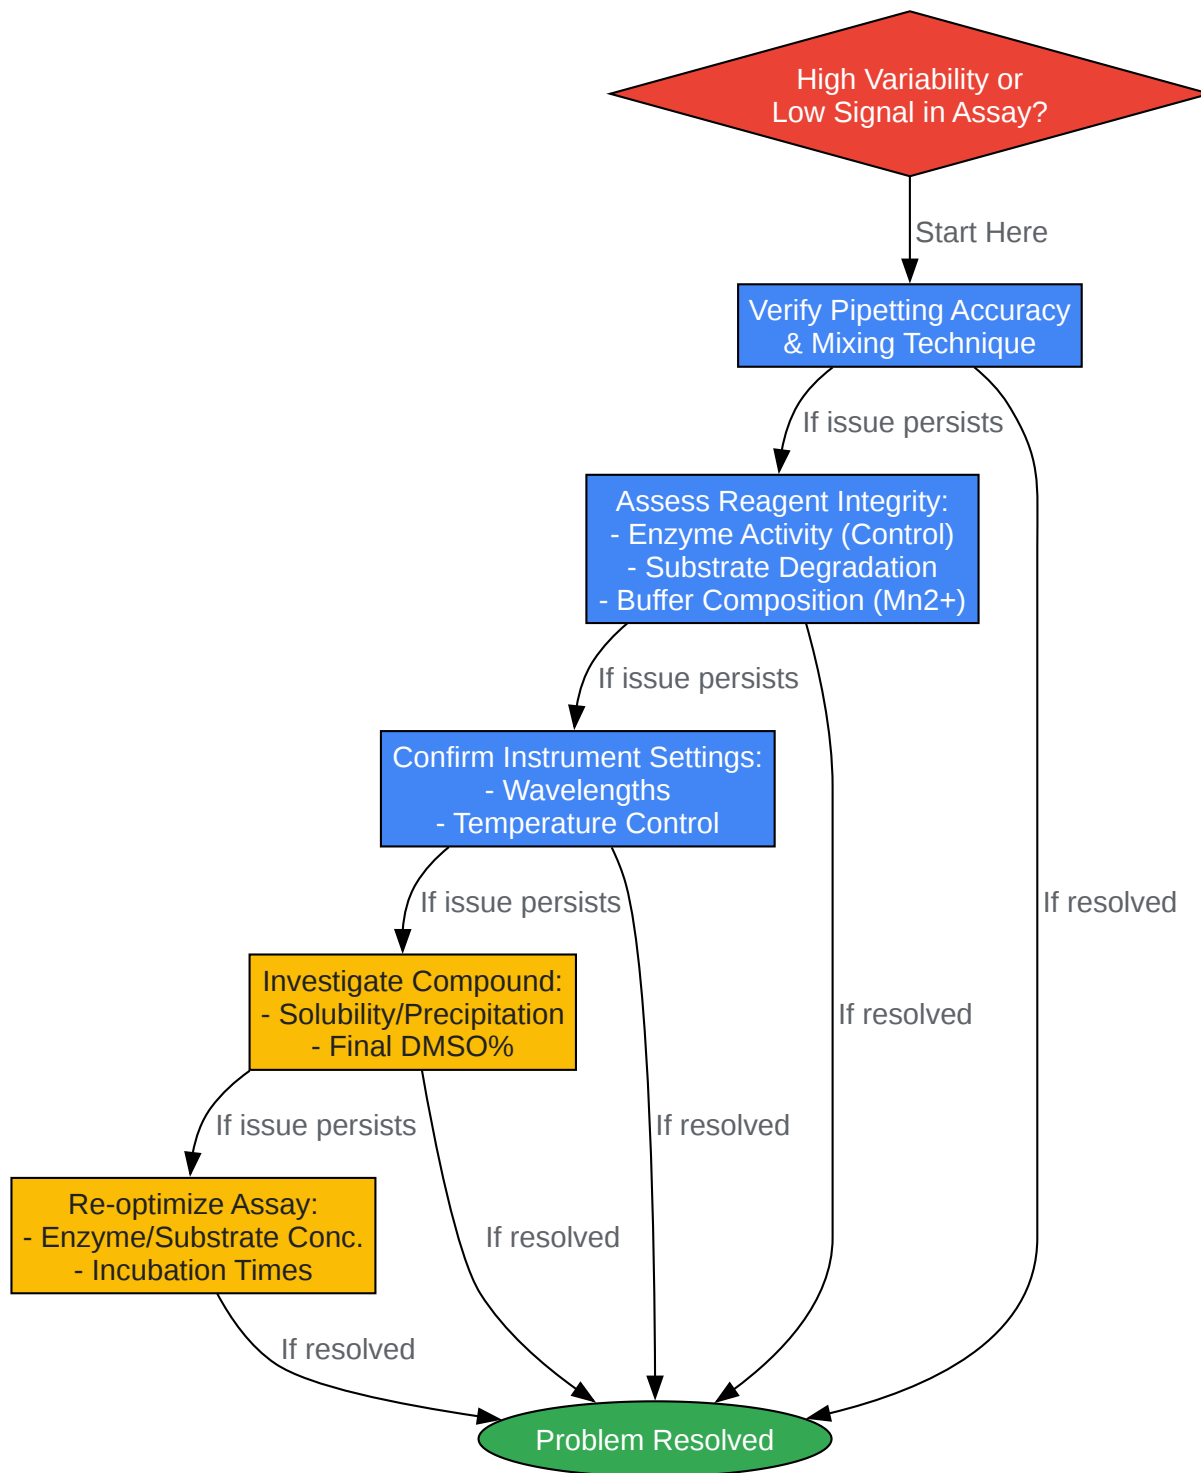 High Variability or
Low Signal in Assay?
Start Here
Verify Pipetting Accuracy
& Mixing Technique
If issue persists
Assess Reagent Integrity:
- Enzyme Activity (Control)
- Substrate Degradation
- Buffer Composition (Mn2+)
If issue persists
Confirm Instrument Settings:
- Wavelengths
- Temperature Control
If issue persists
If resolved
Investigate Compound:
- Solubility/Precipitation
- Final DMSO%
If resolved
If issue persists
If resolved
Re-optimize Assay:
- Enzyme/Substrate Conc.
- Incubation Times
If resolved
If resolved
Problem Resolved